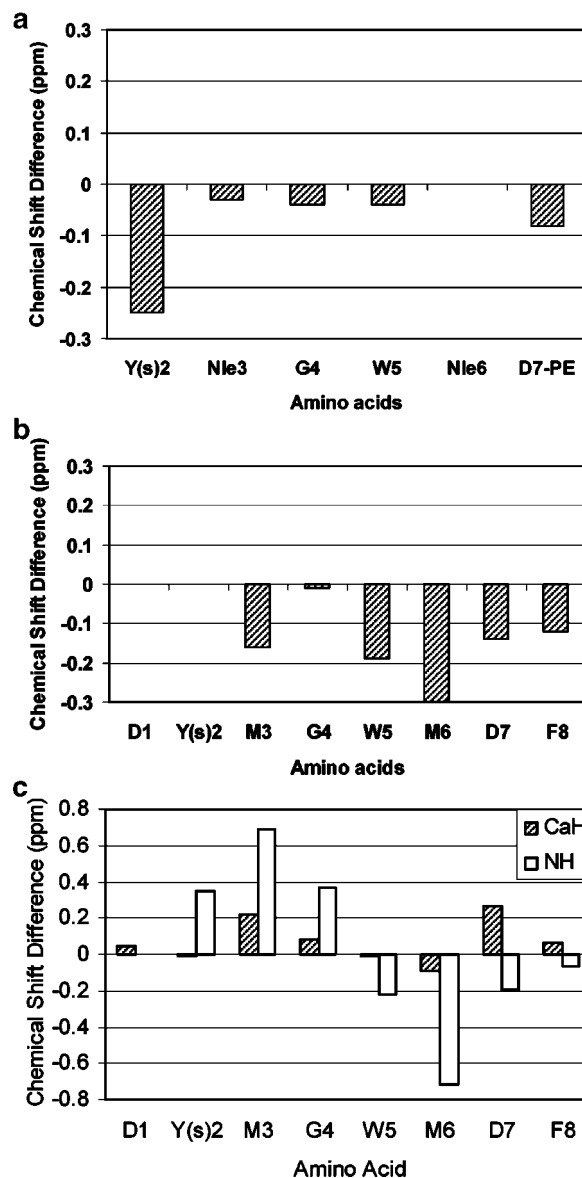 a
Chemical Shift Difference (ppm)
0.3
0.2
0.1
0
-0.1
-0.2
-0.3
Y(s)2 Nle3 G4 W5 Nle6 D7-PE
Amino acids
b
Chemical Shift Difference (ppm)
0.3
0.2
0.1
0
-0.1
-0.2
-0.3
D1 Y(s)2 M3 G4 W5 M6 D7 F8
Amino acids
c
Chemical Shift Difference (ppm)
0.8
0.6
0.4
0.2
0
-0.2
-0.4
-0.6
-0.8
CaH
NH
D1 Y(s)2 M3 G4 W5 M6 D7 F8
Amino Acid